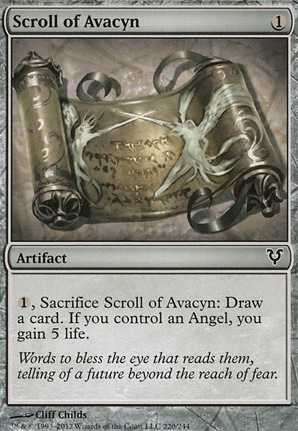 Scroll of Avacyn 1
Artifact
1, Sacrifice Scroll of Avacyn: Draw
a card. If you control an Angel, you
gain 5 life.
Words to bless the eye that reads them,
telling of a future beyond the reach of fear.
Cliff Childs
™ & © 1993–2012 Wizards of the Coast LLC 220/244